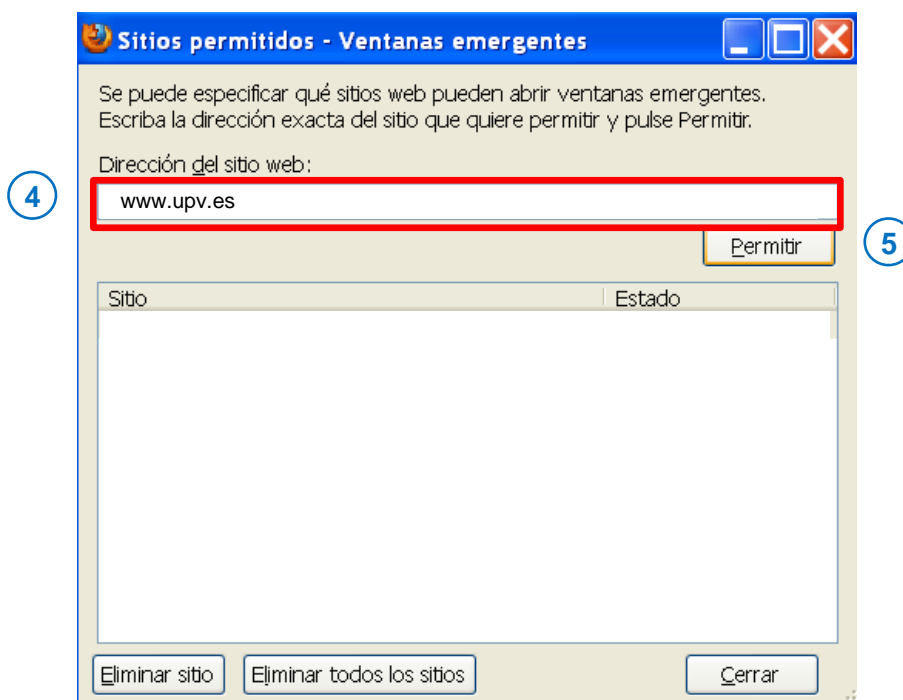 Sitios permitidos - Ventanas emergentes
Se puede especificar qué sitios web pueden abrir ventanas emergentes.
Escriba la dirección exacta del sitio que quiere permitir y pulse Permitir.
Dirección del sitio web:
4
www.upv.es
Permitir
5
Sitio Estado
Eliminar sitio Eliminar todos los sitios Cerrar